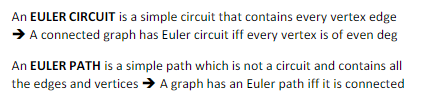 An EULER CIRCUIT is a simple circuit that contains every vertex edge
➔ A connected graph has Euler circuit iff every vertex is of even deg
An EULER PATH is a simple path which is not a circuit and contains all
the edges and vertices ➔ A graph has an Euler path iff it is connected